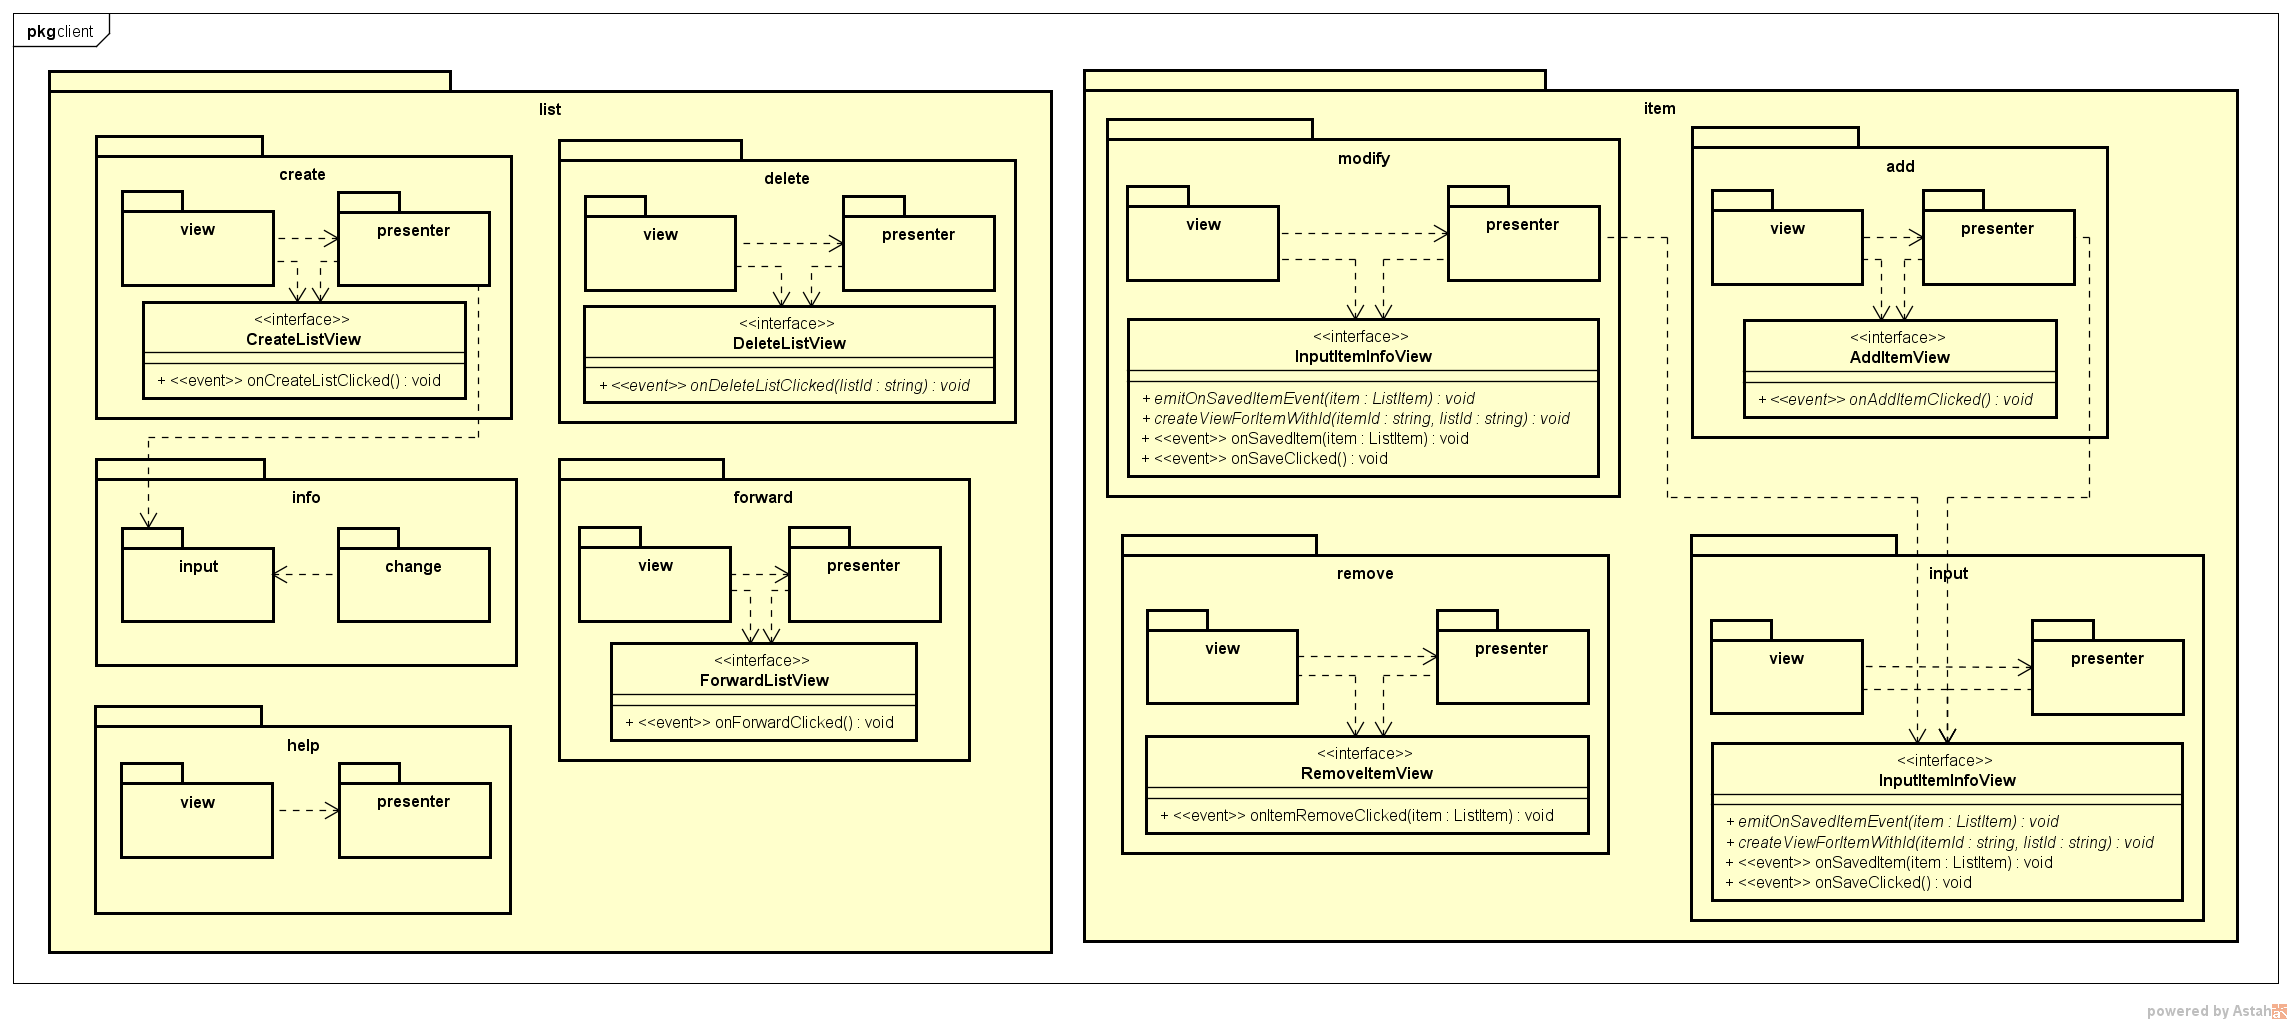 pkg client
list
create
view
presenter
<<interface>>
CreateListView
+ <<event>> onCreateListClicked() : void
delete
view
presenter
<<interface>>
DeleteListView
+ <<event>> onDeleteListClicked(listId : string) : void
info
input
change
forward
view
presenter
<<interface>>
ForwardListView
+ <<event>> onForwardClicked() : void
help
view
presenter
item
modify
view
presenter
<<interface>>
InputItemInfoView
+ emitOnSavedItemEvent(item : ListItem) : void
+ createViewForItemWithId(itemId : string, listId : string) : void
+ <<event>> onSavedItem(item : ListItem) : void
+ <<event>> onSaveClicked() : void
add
view
presenter
<<interface>>
AddItemView
+ <<event>> onAddItemClicked() : void
remove
view
presenter
<<interface>>
RemoveItemView
+ <<event>> onItemRemoveClicked(item : ListItem) : void
input
view
presenter
<<interface>>
InputItemInfoView
+ emitOnSavedItemEvent(item : ListItem) : void
+ createViewForItemWithId(itemId : string, listId : string) : void
+ <<event>> onSavedItem(item : ListItem) : void
+ <<event>> onSaveClicked() : void
powered by Astah